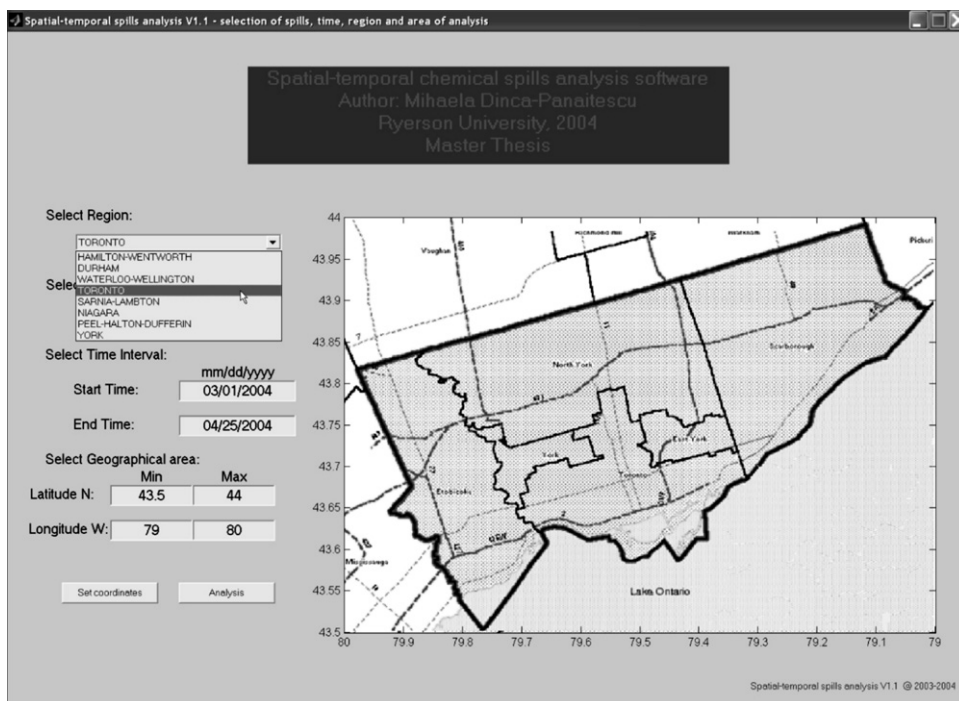 Spatial-temporal spills analysis V1.1 - selection of spills, time, region and area of analysis
Spatial-temporal chemical spills analysis software
Author: Mihaela Dinca-Panaitescu
Ryerson University, 2004
Master Thesis
Select Region:
TORONTO
HAMILTON-WENTWORTH
DURHAM
WATERLOO-WELLINGTON
TORONTO
SARNIA-LAMBTON
NIAGARA
PEEL-HALTON-DUFFERIN
YORK
Select Time Interval:
mm/dd/yyyy
Start Time: 03/01/2004
End Time: 04/25/2004
Select Geographical area:
Min Max
Latitude N: 43.5 44
Longitude W: 79 80
Set coordinates Analysis
44
43.95
43.9
43.85
43.8
43.75
43.7
43.65
43.6
43.55
43.5
80 79.9 79.8 79.7 79.6 79.5 79.4 79.3 79.2 79.1 79
Richmond Hill
Vaughan
North York
Scarborough
York
East York
Toronto
Etobicoke
Mississauga
QEW
Lake Ontario
Spatial-temporal spills analysis V1.1 @ 2003-2004